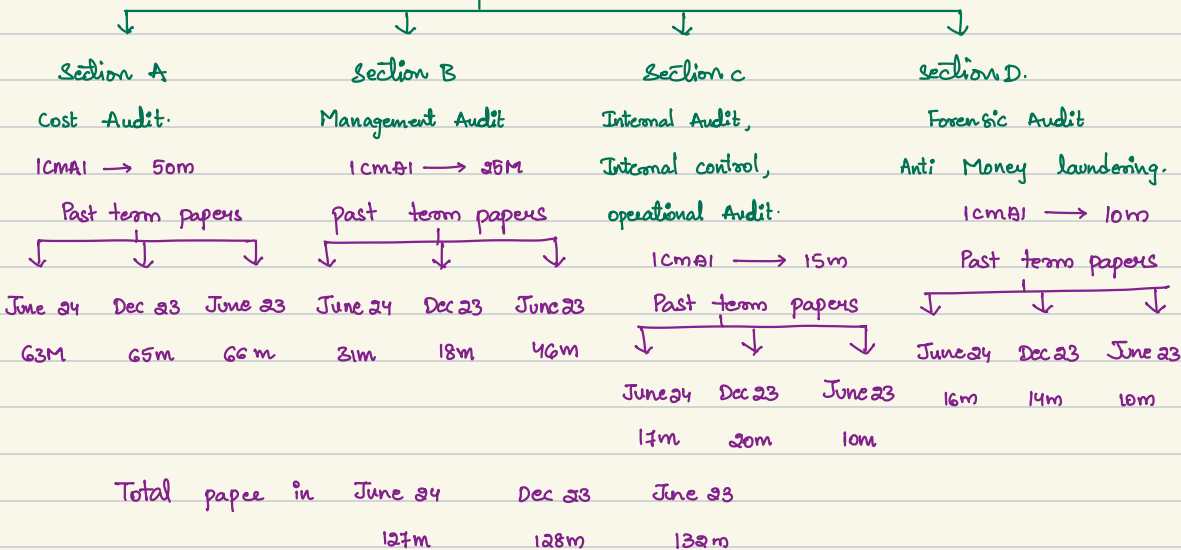 Section A Section B Section C Section D.
Cost Audit. Management Audit Internal Audit, Forensic Audit
ICMAI → 50m ICMAI → 25M Internal control, Anti Money laundering.
Past term papers Past term papers operational Audit. ICMAI → 10m
ICMAI → 15m Past term papers
June 24 Dec 23 June 23 June 24 Dec 23 June 23 Past term papers
63M 65m 66m 31m 18m 46m June 24 Dec 23 June 23
June 24 Dec 23 June 23 16m 14m 10m
17m 20m 10m
Total papee in June 24 Dec 23 June 23
127m 128m 132m